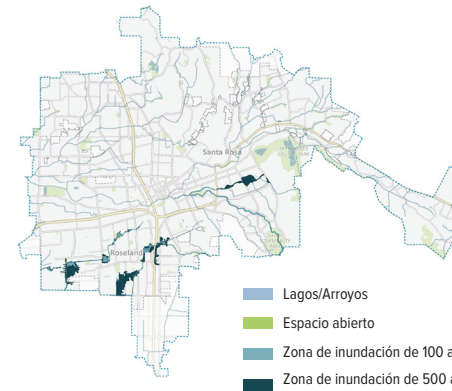 Santa Rosa
Roseland
Lagos/Arroyos
Espacio abierto
Zona de inundación de 100 a
Zona de inundación de 500 a